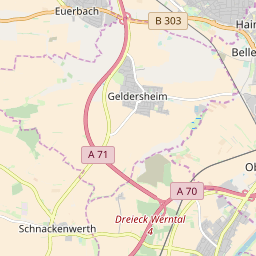 Euerbach
B 303
Hain
Belle
Geldersheim
A 71
A 70
Ob
Dreieck Werntal
4
Schnackenwerth